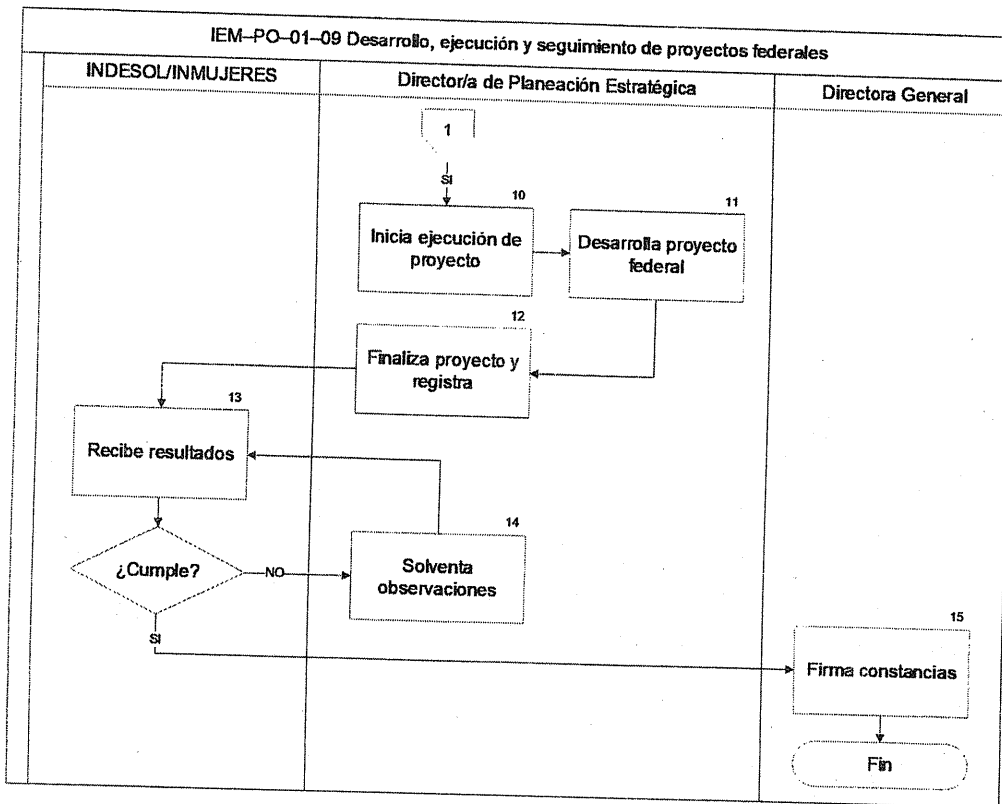 IEM–PO–01–09 Desarrollo, ejecución y seguimiento de proyectos federales
INDESOL/INMUJERES
Director/a de Planeación Estratégica
Directora General
1
SI
10
Inicia ejecución de
proyecto
11
Desarrolla proyecto
federal
12
Finaliza proyecto y
registra
13
Recibe resultados
¿Cumple?
NO
14
Solventa
observaciones
SI
15
Firma constancias
Fin